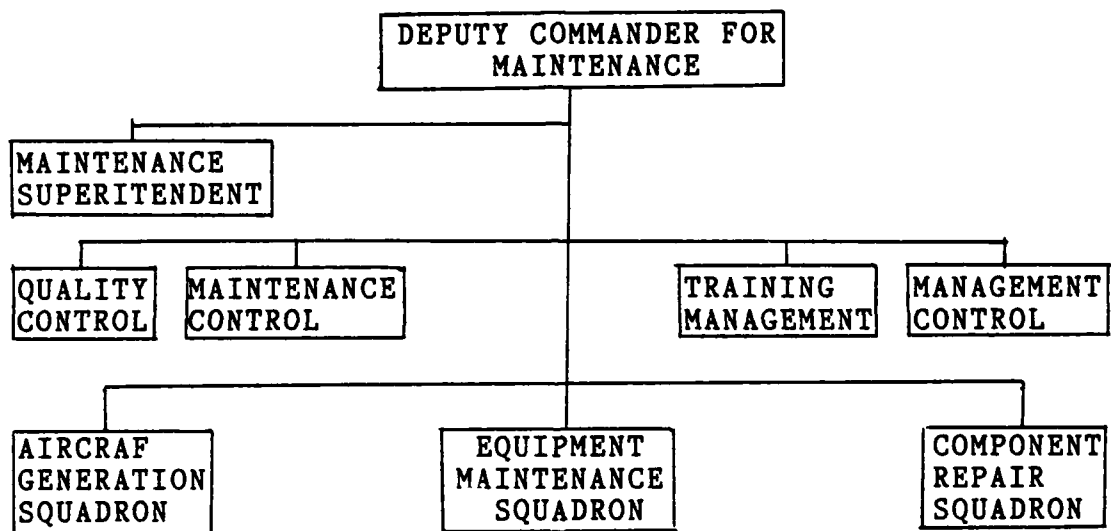 DEPUTY COMMANDER FOR
MAINTENANCE
MAINTENANCE
SUPERITENDENT
QUALITY
CONTROL
MAINTENANCE
CONTROL
TRAINING
MANAGEMENT
MANAGEMENT
CONTROL
AIRCRAF
GENERATION
SQUADRON
EQUIPMENT
MAINTENANCE
SQUADRON
COMPONENT
REPAIR
SQUADRON